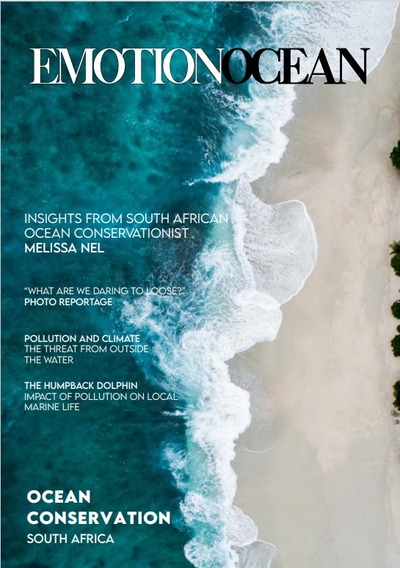 EMOTIONOCEAN
INSIGHTS FROM SOUTH AFRICAN
OCEAN CONSERVATIONIST
MELISSA NEL
"WHAT ARE WE DARING TO LOOSE?"
PHOTO REPORTAGE
POLLUTION AND CLIMATE
THE THREAT FROM OUTSIDE
THE WATER
THE HUMPBACK DOLPHIN
IMPACT OF POLLUTION ON LOCAL
MARINE LIFE
OCEAN
CONSERVATION
SOUTH AFRICA